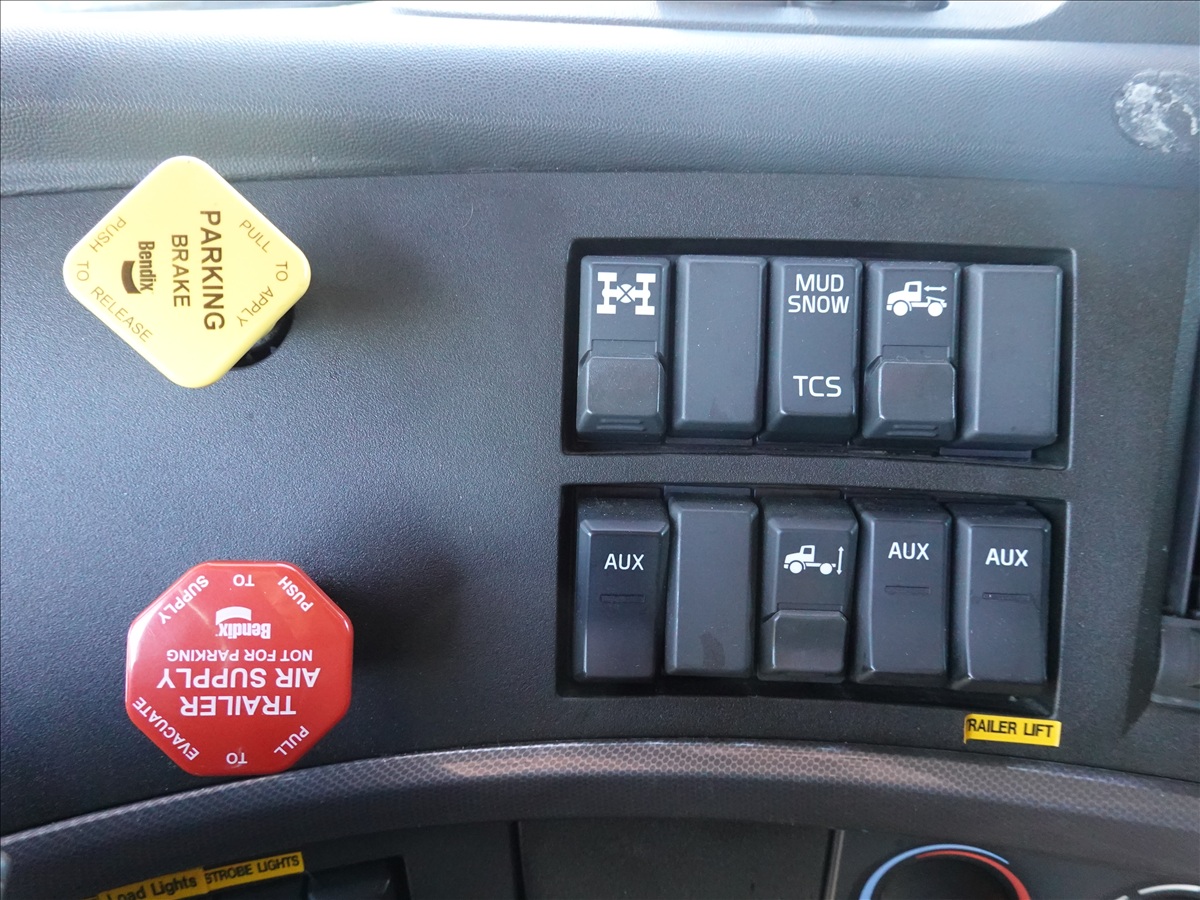 PULL TO APPLY
PARKING
BRAKE
Bendix
PUSH TO RELEASE
MUD
SNOW
TCS
AUX
AUX
AUX
RAILER LIFT
PUSH TO SUPPLY
Bendix
NOT FOR PARKING
AIR SUPPLY
TRAILER
PULL TO EVACUATE
Load Lights
STROBE LIGHTS